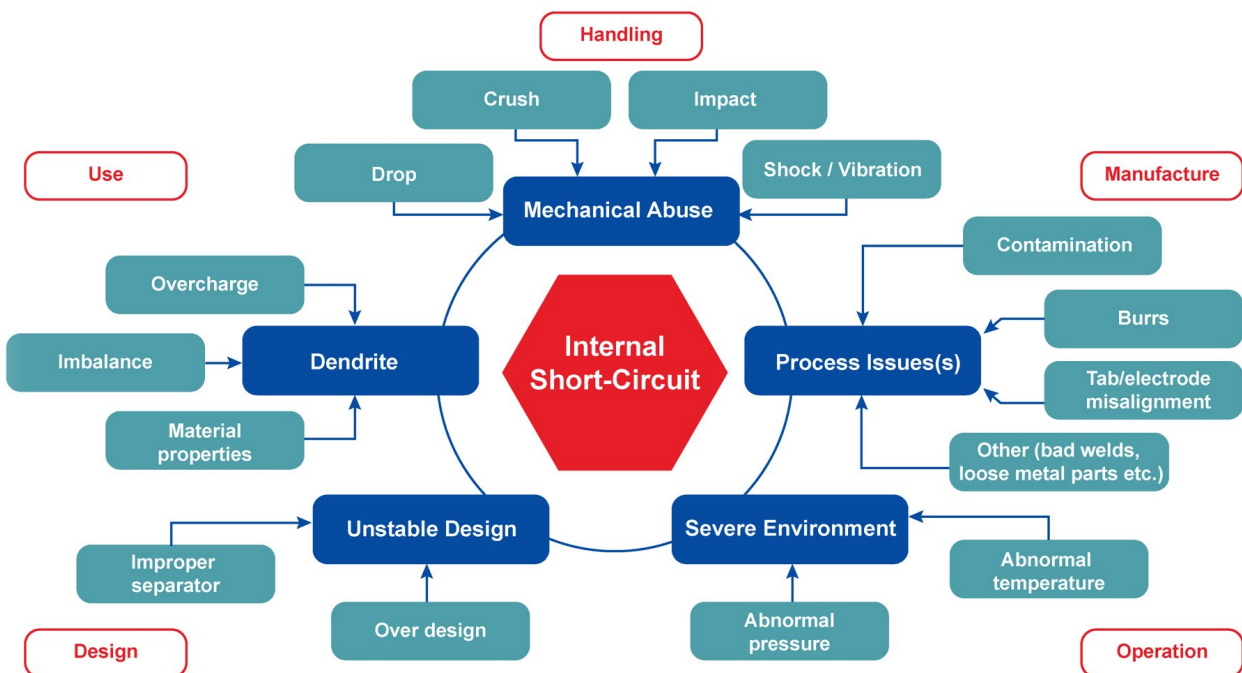 Handling
Crush
Impact
Use
Drop
Shock / Vibration
Manufacture
Mechanical Abuse
Contamination
Overcharge
Burrs
Imbalance
Dendrite
Internal
Short-Circuit
Process Issues(s)
Tab/electrode
misalignment
Material
properties
Other (bad welds,
loose metal parts etc.)
Unstable Design
Severe Environment
Improper
separator
Abnormal
temperature
Over design
Abnormal
pressure
Design
Operation